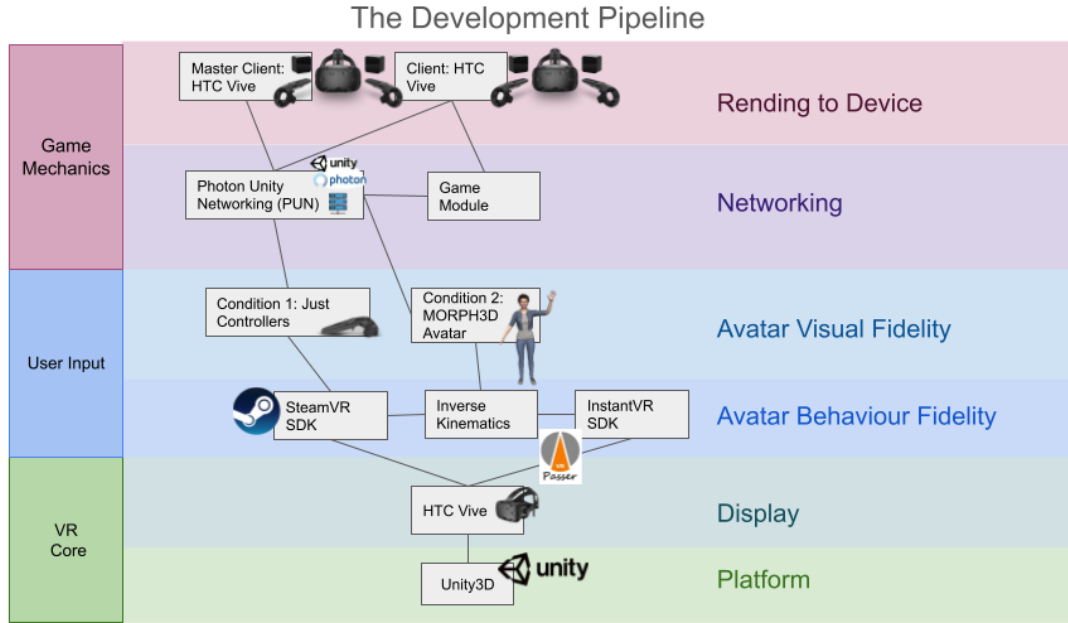 The Development Pipeline
Master Client:
HTC Vive
Client: HTC
Vive
Rending to Device
Game
Mechanics
unity
photon
Photon Unity
Networking (PUN)
Game
Module
Networking
Condition 1: Just
Controllers
Condition 2:
MORPH3D
Avatar
Avatar Visual Fidelity
User Input
SteamVR
SDK
Inverse
Kinematics
InstantVR
SDK
Avatar Behaviour Fidelity
VR
Passer
HTC Vive
Display
VR
Core
Unity3D
unity
Platform